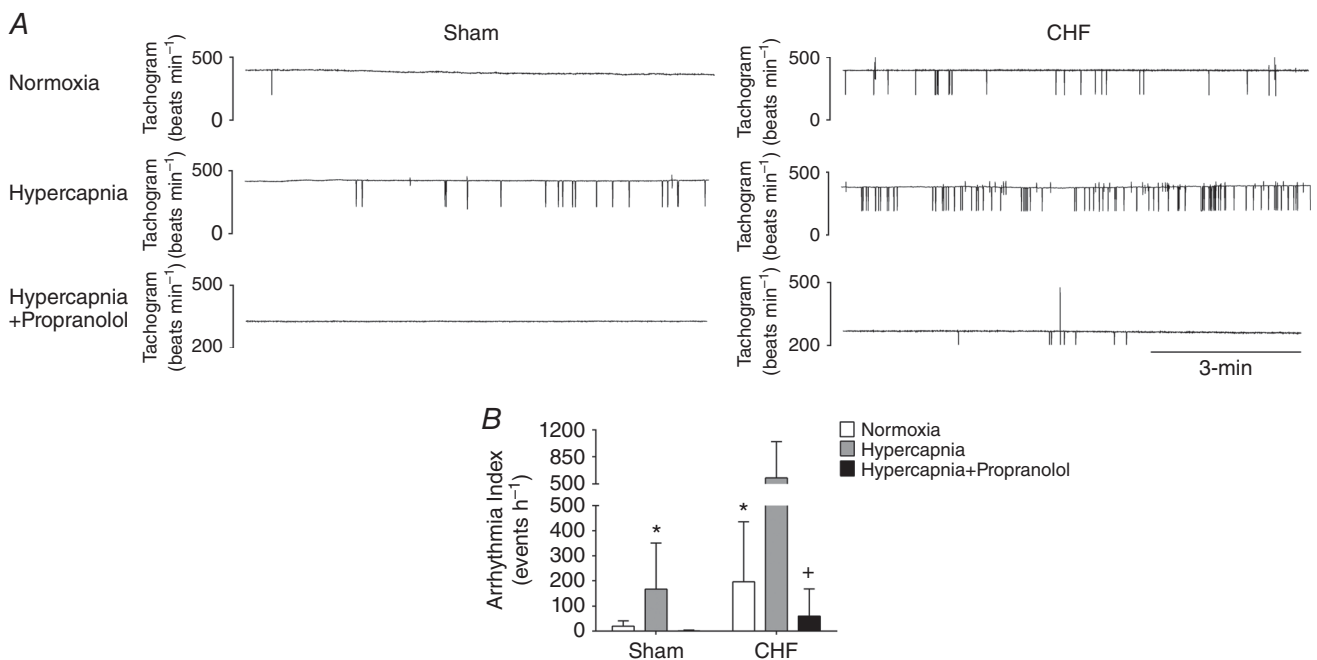 A
Sham
CHF
Normoxia
Tachogram
(beats min⁻¹)
500
0
Tachogram
(beats min⁻¹)
500
0
Hypercapnia
Tachogram
(beats min⁻¹)
500
0
Tachogram
(beats min⁻¹)
500
0
Hypercapnia
+Propranolol
Tachogram
(beats min⁻¹)
500
200
Tachogram
(beats min⁻¹)
500
200
3-min
B
Arrhythmia Index
(events h⁻¹)
1200
850
500
500
400
300
200
100
0
*
*
+
Sham
CHF
Normoxia
Hypercapnia
Hypercapnia+Propranolol